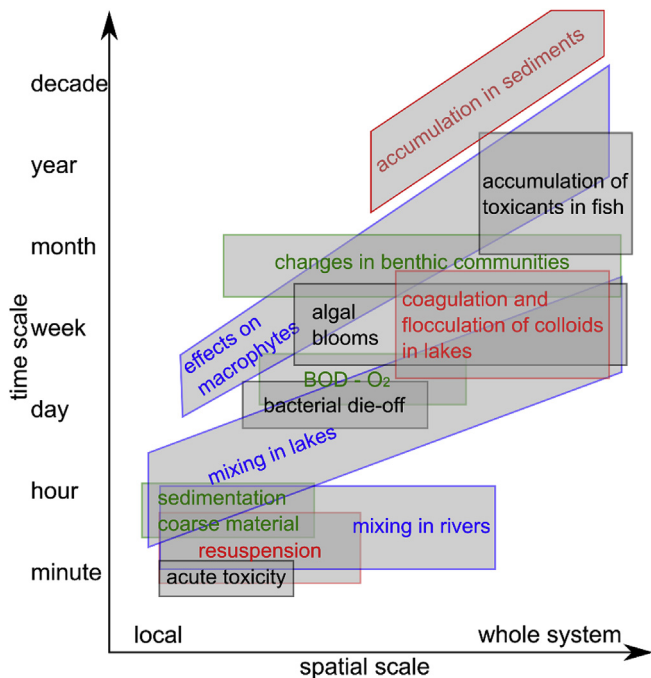 decade
year
month
week
day
hour
minute
time scale
accumulation in sediments
accumulation of
toxicants in fish
changes in benthic communities
algal
blooms
coagulation and
flocculation of colloids
in lakes
effects on
macrophytes
BOD - O₂
bacterial die-off
mixing in lakes
sedimentation
coarse material
mixing in rivers
resuspension
acute toxicity
local
whole system
spatial scale